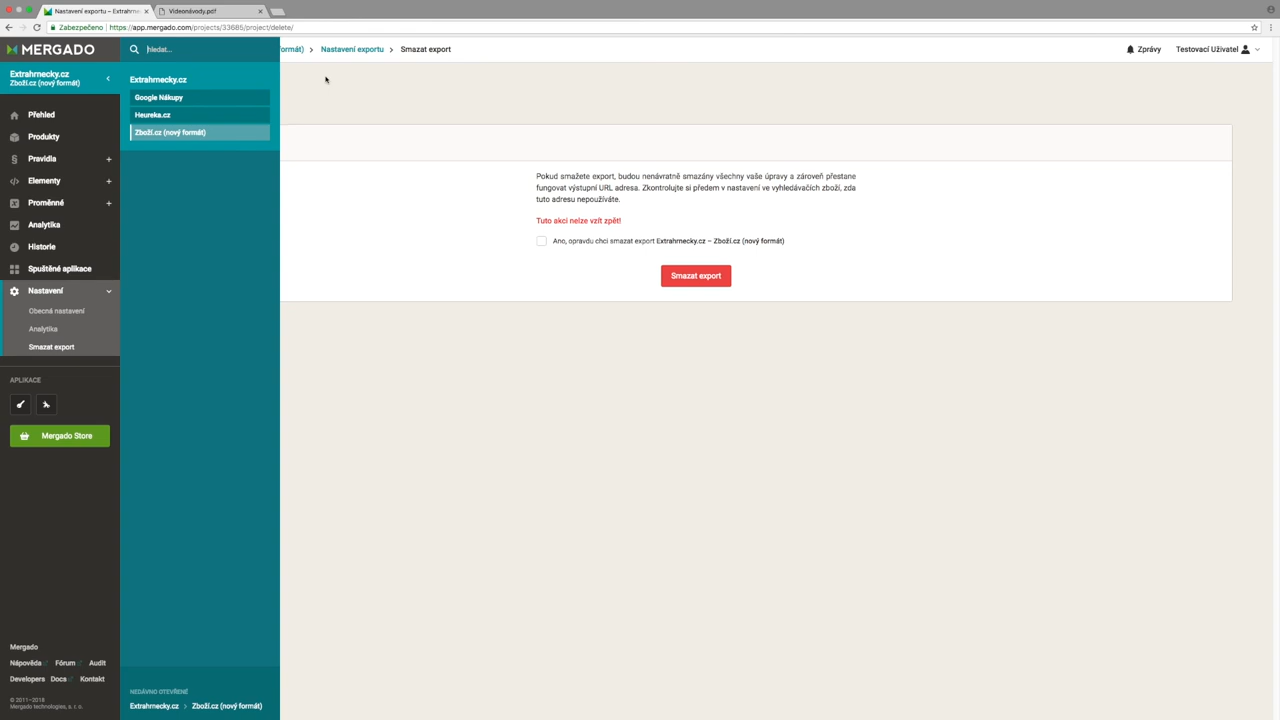 Nastavení exportu – Extrahrne
Videonávody.pdf
Zabezpečeno
https://app.mergado.com/projects/33685/project/delete/
MERGADO
hledat...
ormát) > Nastavení exportu > Smazat export
Zprávy
Testovací Uživatel
Extrahrnecky.cz
Zboží.cz (nový formát)
Extrahrnecky.cz
Google Nákupy
Heureka.cz
Zboží.cz (nový formát)
Přehled
Produkty
Pravidla +
Elementy +
Proměnné +
Analytika
Historie
Spuštěné aplikace
Nastavení
Obecná nastavení
Analytika
Smazat export
APLIKACE
Mergado Store
Pokud smažete export, budou nenávratně smazány všechny vaše úpravy a zároveň přestane
fungovat výstupní URL adresa. Zkontrolujte si předem v nastavení ve vyhledávačích zboží, zda
tuto adresu nepoužíváte.
Tuto akci nelze vzít zpět!
Ano, opravdu chci smazat export Extrahrnecky.cz – Zboží.cz (nový formát)
Smazat export
Mergado
Nápověda Fórum Audit
Developers Docs Kontakt
© 2011–2018
Mergado technologies, s. r. o.
NEDÁVNO OTEVŘENÉ
Extrahrnecky.cz > Zboží.cz (nový formát)